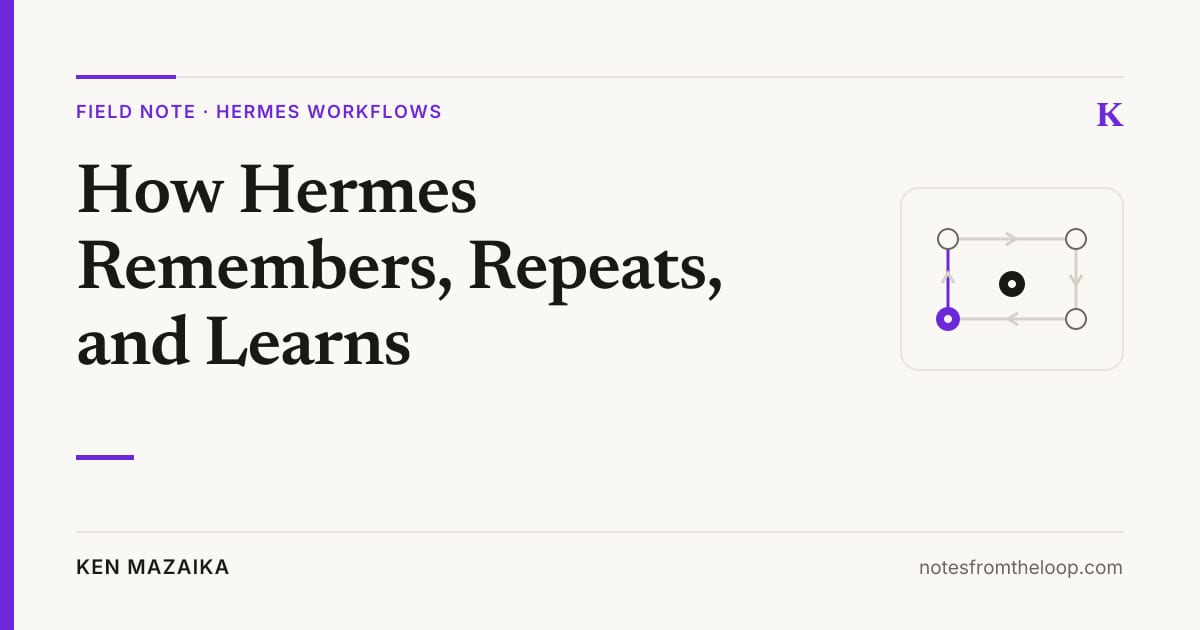 FIELD NOTE · HERMES WORKFLOWS
K
How Hermes
Remembers, Repeats,
and Learns
KEN MAZAIKA
notesfromtheloop.com